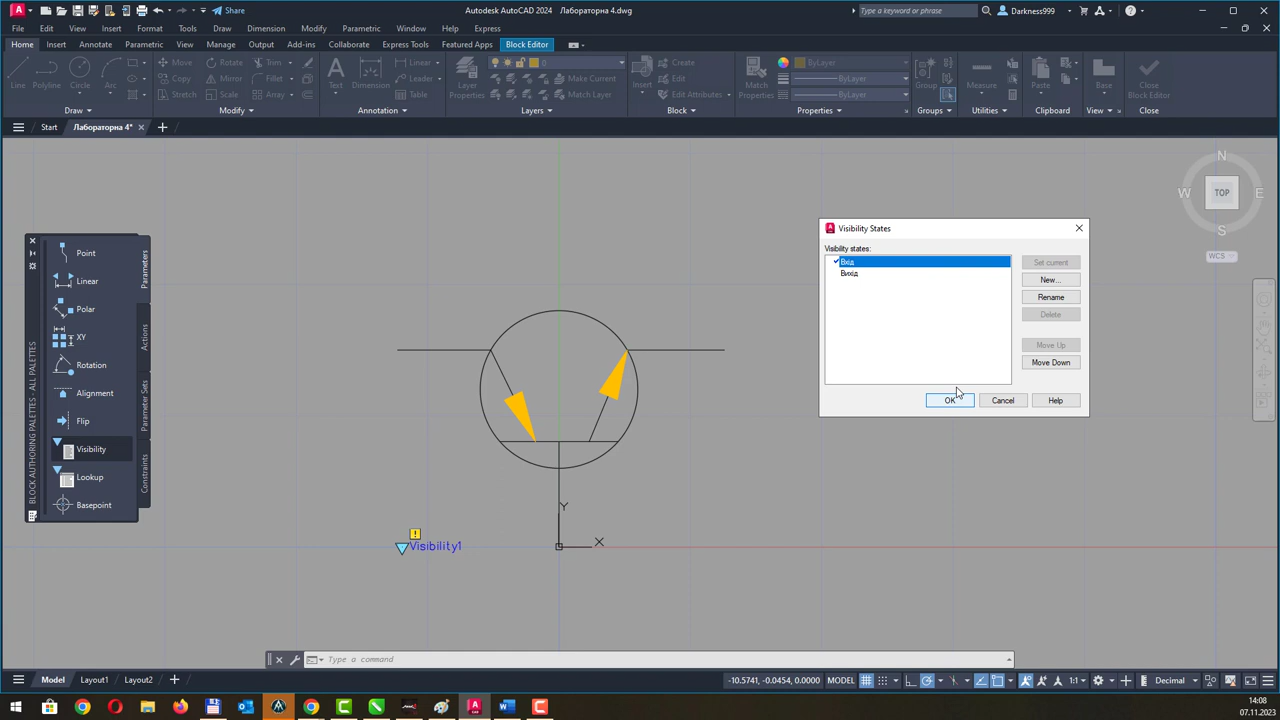 Share
Autodesk AutoCAD 2024 Лабораторна 4.dwg
Type a keyword or phrase
Darkness999
File Edit View Insert Format Tools Draw Dimension Modify Parametric Window Help Express
Home Insert Annotate Parametric View Manage Output Add-ins Collaborate Express Tools Featured Apps Block Editor
Line Polyline Circle Arc
Move Rotate Trim
Copy Mirror Fillet
Stretch Scale Array
Text Dimension
Linear
Leader
Table
Layer Properties
0
Make Current
Match Layer
Insert
Create
Edit
Edit Attributes
Match Properties
ByLayer
ByLayer
ByLayer
Group
Measure
Paste
Base
Close Block Editor
Draw Modify Annotation Layers Block Properties Groups Utilities Clipboard View Close
Start Лабораторна 4*
N
W TOP E
S
WCS
Point
Linear
Polar
XY
Rotation
Alignment
Flip
Visibility
Lookup
Basepoint
Parameters
Actions
Parameter Sets
Constraints
BLOCK AUTHORING PALETTES - ALL PALETTES
Visibility States
Visibility states:
Вхід
Вихід
Set current
New...
Rename
Delete
Move Up
Move Down
OK Cancel Help
Y
X
!
Visibility1
Type a command
Model Layout1 Layout2
-10.5741, -0.0454, 0.0000 MODEL
1:1
Decimal
14:08
07.11.2023